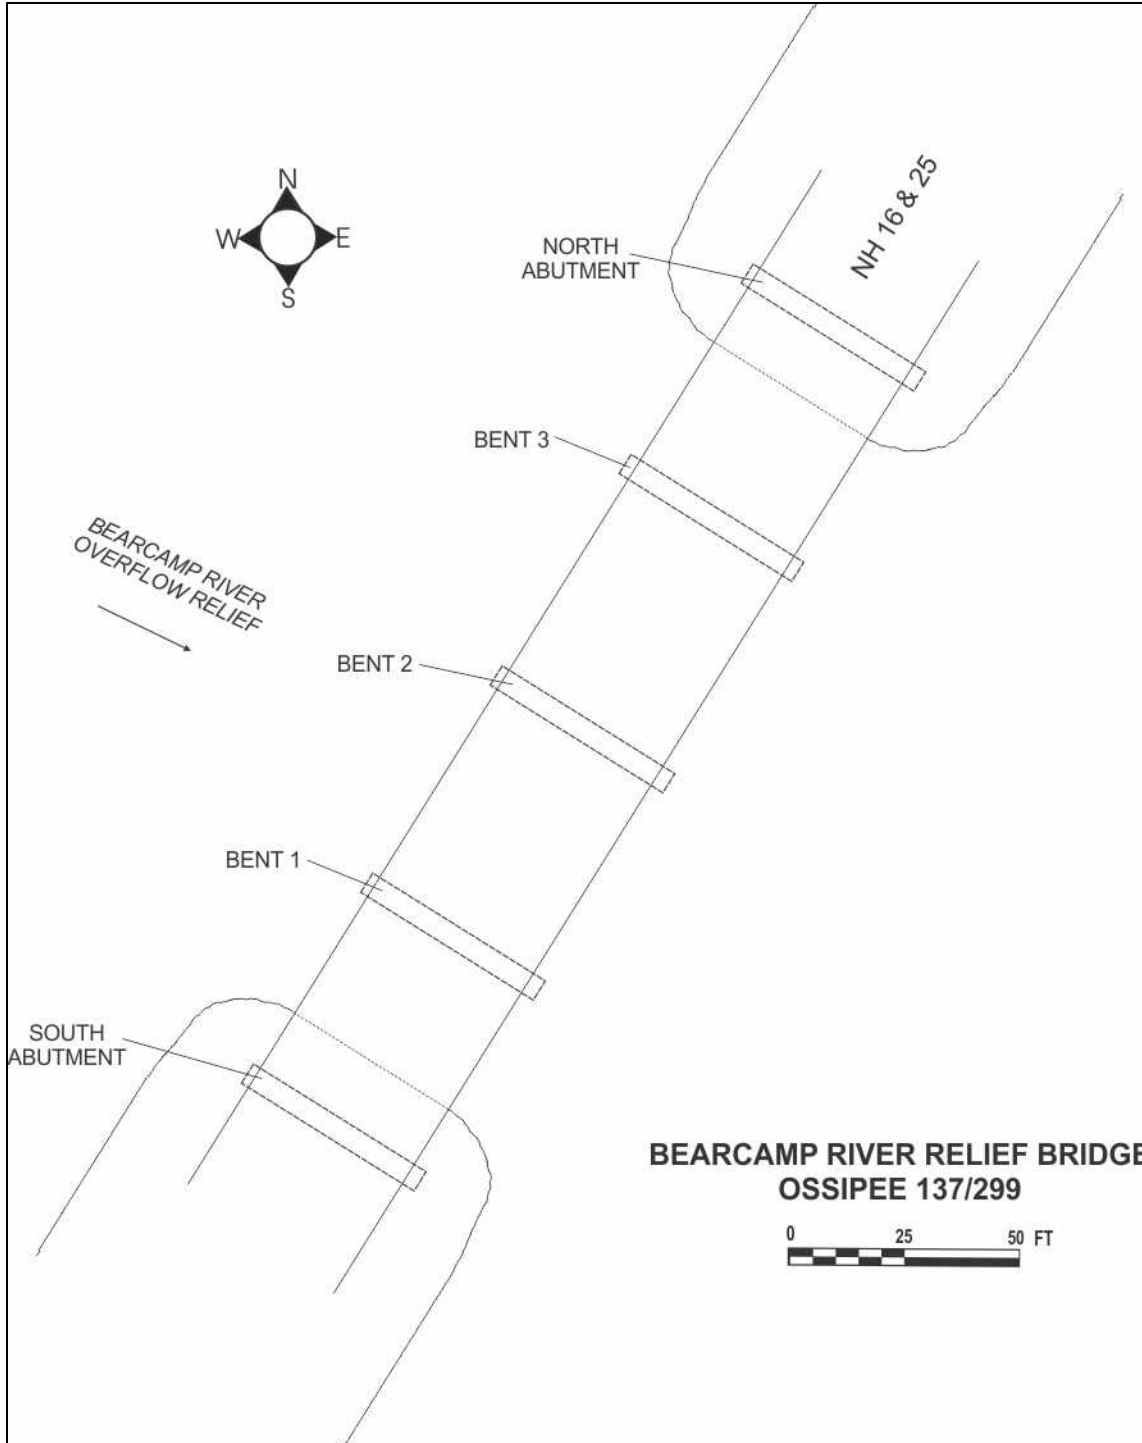 N
W E
S
NH 16 & 25
NORTH
ABUTMENT
BENT 3
BEARCAMP RIVER
OVERFLOW RELIEF
BENT 2
BENT 1
SOUTH
ABUTMENT
BEARCAMP RIVER RELIEF BRIDGE
OSSIPEE 137/299
0 25 50 FT